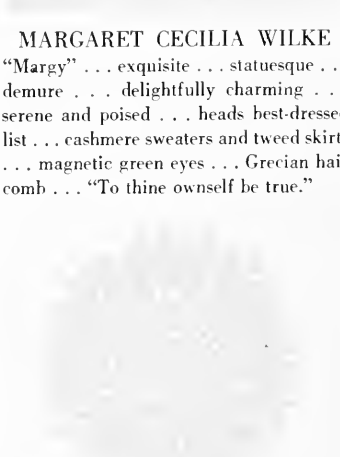 MARGARET CECILIA WILKE
“Margy” . . . exquisite . . . statuesque . .
demure . . . delightfully charming . .
serene and poised . . . heads best-dresse
list . . . cashmere sweaters and tweed skirt
. . . magnetic green eyes . . . Grecian hai
comb . . . “To thine ownself be true.”